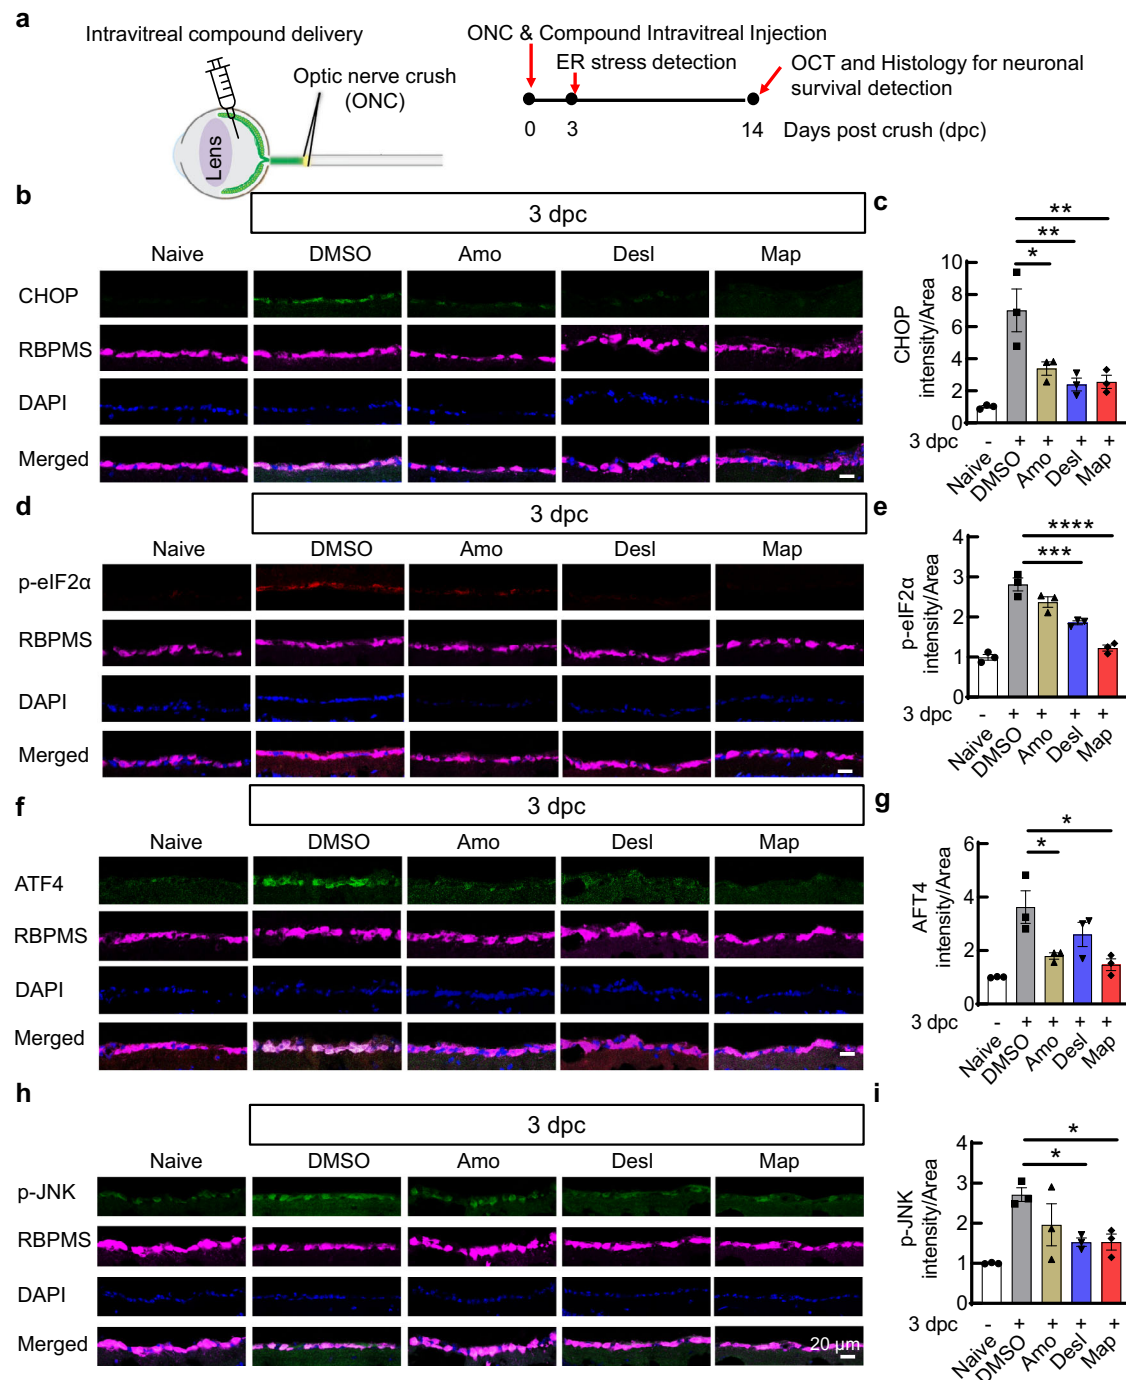 a
Intravitreal compound delivery
Optic nerve crush
(ONC)
Lens
ONC & Compound Intravitreal Injection
ER stress detection
OCT and Histology for neuronal
survival detection
0 3 14 Days post crush (dpc)
b
3 dpc
Naive DMSO Amo Desl Map
CHOP
RBPMS
DAPI
Merged
c
** 
**
*
10
8
6
4
2
0
CHOP
intensity/Area
3 dpc - + + + +
Naive DMSO Amo Desl Map
d
3 dpc
Naive DMSO Amo Desl Map
p-eIF2α
RBPMS
DAPI
Merged
e
****
***
4
3
2
1
0
p-eIF2α
intensity/Area
3 dpc - + + + +
Naive DMSO Amo Desl Map
f
3 dpc
Naive DMSO Amo Desl Map
ATF4
RBPMS
DAPI
Merged
g
*
*
6
4
2
0
AFT4
intensity/Area
3 dpc - + + + +
Naive DMSO Amo Desl Map
h
3 dpc
Naive DMSO Amo Desl Map
p-JNK
RBPMS
DAPI
Merged
20 μm
i
*
*
4
3
2
1
0
p-JNK
intensity/Area
3 dpc - + + + +
Naive DMSO Amo Desl Map